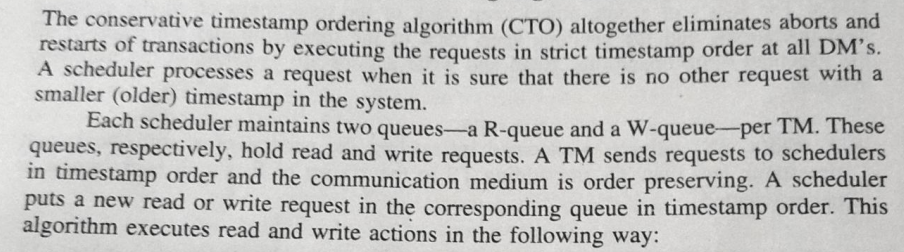 The conservative timestamp ordering algorithm (CTO) altogether eliminates aborts and
restarts of transactions by executing the requests in strict timestamp order at all DM's.
A scheduler processes a request when it is sure that there is no other request with a
smaller (older) timestamp in the system.
Each scheduler maintains two queues—a R-queue and a W-queue—per TM. These
queues, respectively, hold read and write requests. A TM sends requests to schedulers
in timestamp order and the communication medium is order preserving. A scheduler
puts a new read or write request in the corresponding queue in timestamp order. This
algorithm executes read and write actions in the following way: